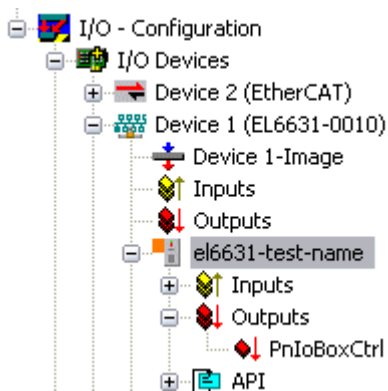 I/O - Configuration
I/O Devices
Device 2 (EtherCAT)
Device 1 (EL6631-0010)
Device 1-Image
Inputs
Outputs
el6631-test-name
Inputs
Outputs
PnIoBoxCtrl
API